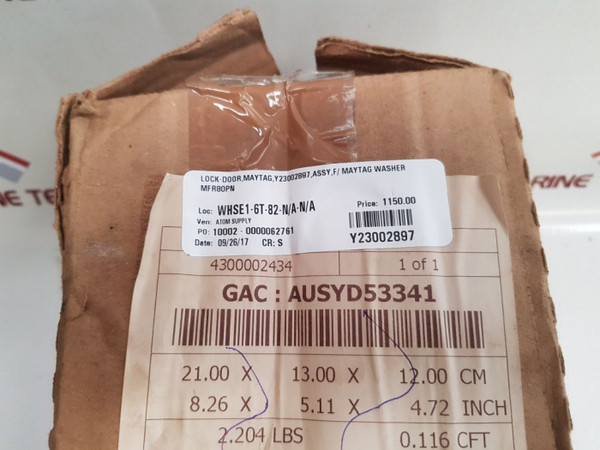 LOCK-DOOR,MAYTAG,Y23002897,ASSY,F/ MAYTAG WASHER
MFR80PN
Loc: WHSE1-6T-82-N/A-N/A
Price: 1150.00
Ven: ATOM SUPPLY
PO: 10002 - 0000062761
Date: 09/26/17 CR: S
Y23002897
4300002434 1 of 1
GAC : AUSYD53341
21.00 X 13.00 X 12.00 CM
8.26 X 5.11 X 4.72 INCH
2.204 LBS 0.116 CFT